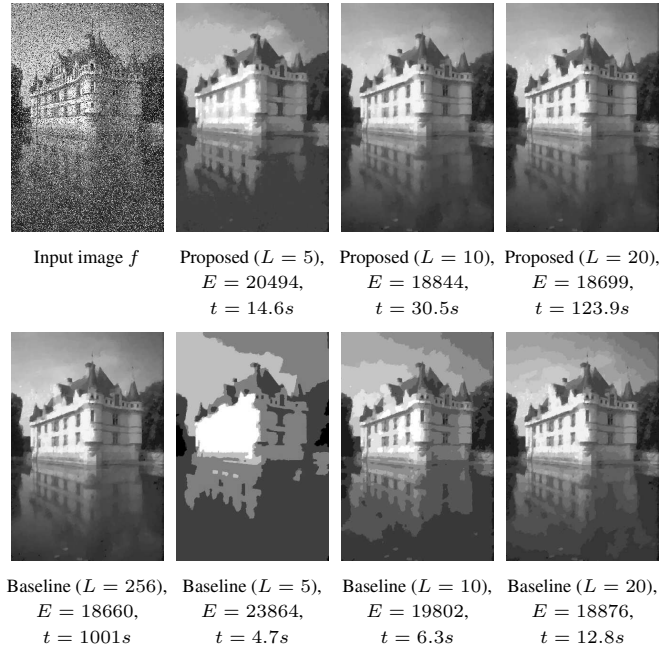 Input image f
Proposed (L = 5),
E = 20494,
t = 14.6s
Proposed (L = 10),
E = 18844,
t = 30.5s
Proposed (L = 20),
E = 18699,
t = 123.9s
Baseline (L = 256),
E = 18660,
t = 1001s
Baseline (L = 5),
E = 23864,
t = 4.7s
Baseline (L = 10),
E = 19802,
t = 6.3s
Baseline (L = 20),
E = 18876,
t = 12.8s